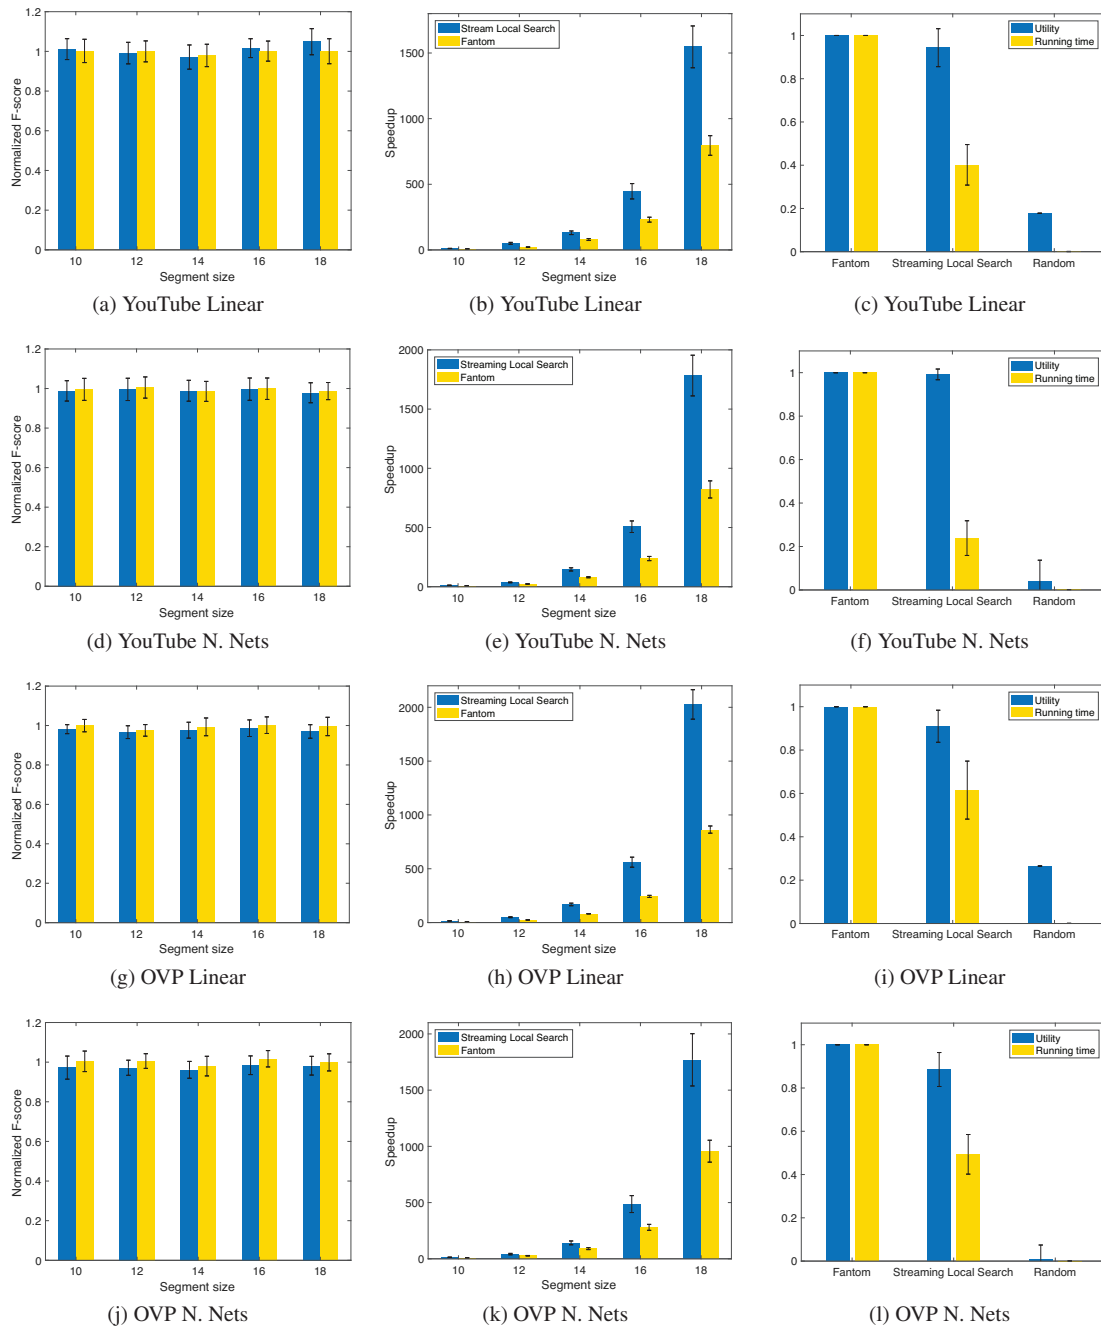 1.2
1
0.8
0.6
0.4
0.2
0
Normalized F-score
10 12 14 16 18
Segment size
(a) YouTube Linear
Stream Local Search
Fantom
1500
1000
500
0
Speedup
10 12 14 16 18
Segment size
(b) YouTube Linear
Utility
Running time
1
0.8
0.6
0.4
0.2
0
Fantom Streaming Local Search Random
(c) YouTube Linear
1.2
1
0.8
0.6
0.4
0.2
0
Normalized F-score
10 12 14 16 18
Segment size
(d) YouTube N. Nets
Streaming Local Search
Fantom
2000
1500
1000
500
0
Speedup
10 12 14 16 18
Segment size
(e) YouTube N. Nets
Utility
Running time
1
0.8
0.6
0.4
0.2
0
Fantom Streaming Local Search Random
(f) YouTube N. Nets
1.2
1
0.8
0.6
0.4
0.2
0
Normalized F-score
10 12 14 16 18
Segment size
(g) OVP Linear
Streaming Local Search
Fantom
2000
1500
1000
500
0
Speedup
10 12 14 16 18
Segment size
(h) OVP Linear
Utility
Running time
1
0.8
0.6
0.4
0.2
0
Fantom Streaming Local Search Random
(i) OVP Linear
1.2
1
0.8
0.6
0.4
0.2
0
Normalized F-score
10 12 14 16 18
Segment size
(j) OVP N. Nets
Streaming Local Search
Fantom
2000
1500
1000
500
0
Speedup
10 12 14 16 18
Segment size
(k) OVP N. Nets
Utility
Running time
1
0.8
0.6
0.4
0.2
0
Fantom Streaming Local Search Random
(l) OVP N. Nets